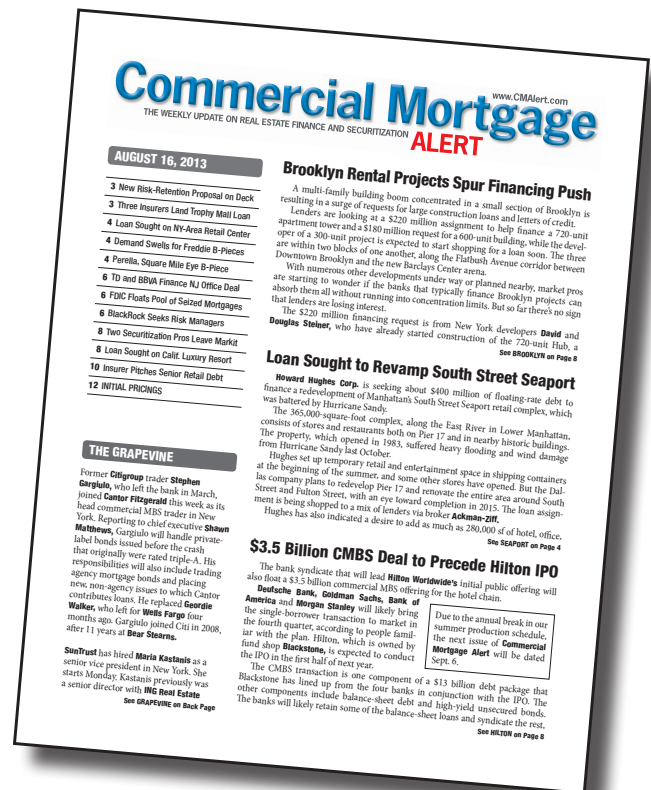 www.CMAlert.com
Commercial Mortgage
THE WEEKLY UPDATE ON REAL ESTATE FINANCE AND SECURITIZATION
ALERT
AUGUST 16, 2013
3 New Risk-Retention Proposal on Deck
3 Three Insurers Land Trophy Mall Loan
4 Loan Sought on NY-Area Retail Center
4 Demand Swells for Freddie B-Pieces
4 Perella, Square Mile Eye B-Piece
6 TD and BBVA Finance NJ Office Deal
6 FDIC Floats Pool of Seized Mortgages
6 BlackRock Seeks Risk Managers
8 Two Securitization Pros Leave Markit
8 Loan Sought on Calif. Luxury Resort
10 Insurer Pitches Senior Retail Debt
12 INITIAL PRICINGS
THE GRAPEVINE
Former Citigroup trader Stephen
Gargiulo, who left the bank in March,
joined Cantor Fitzgerald this week as its
head commercial MBS trader in New
York. Reporting to chief executive Shawn
Matthews, Gargiulo will handle private-
label bonds issued before the crash
that originally were rated triple-A. His
responsibilities will also include trading
agency mortgage bonds and placing
new, non-agency issues to which Cantor
contributes loans. He replaced Geordie
Walker, who left for Wells Fargo four
months ago. Gargiulo joined Citi in 2008,
after 11 years at Bear Stearns.
SunTrust has hired Maria Kastanis as a
senior vice president in New York. She
starts Monday. Kastanis previously was
a senior director with ING Real Estate
See GRAPEVINE on Back Page
Brooklyn Rental Projects Spur Financing Push
A multi-family building boom concentrated in a small section of Brooklyn is
resulting in a surge of requests for large construction loans and letters of credit.
Lenders are looking at a $220 million assignment to help finance a 720-unit
apartment tower and a $180 million request for a 600-unit building, while the devel-
oper of a 300-unit project is expected to start shopping for a loan soon. The three
are within two blocks of one another, along the Flatbush Avenue corridor between
Downtown Brooklyn and the new Barclays Center arena.
With numerous other developments under way or planned nearby, market pros
are starting to wonder if the banks that typically finance Brooklyn projects can
absorb them all without running into concentration limits. But so far there's no sign
that lenders are losing interest.
The $220 million financing request is from New York developers David and
Douglas Steiner, who have already started construction of the 720-unit Hub, a
See BROOKLYN on Page 8
Loan Sought to Revamp South Street Seaport
Howard Hughes Corp. is seeking about $400 million of floating-rate debt to
finance a redevelopment of Manhattan's South Street Seaport retail complex, which
was battered by Hurricane Sandy.
The 365,000-square-foot complex, along the East River in Lower Manhattan,
consists of stores and restaurants both on Pier 17 and in nearby historic buildings.
The property, which opened in 1983, suffered heavy flooding and wind damage
from Hurricane Sandy last October.
Hughes set up temporary retail and entertainment space in shipping containers
at the beginning of the summer, and some other stores have opened. But the Dal-
las company plans to redevelop Pier 17 and renovate the entire area around South
Street and Fulton Street, with an eye toward completion in 2015. The loan assign-
ment is being shopped to a mix of lenders via broker Ackman-Ziff.
Hughes has also indicated a desire to add as much as 280,000 sf of hotel, office,
See SEAPORT on Page 4
$3.5 Billion CMBS Deal to Precede Hilton IPO
The bank syndicate that will lead Hilton Worldwide's initial public offering will
also float a $3.5 billion commercial MBS offering for the hotel chain.
Deutsche Bank, Goldman Sachs, Bank of
America and Morgan Stanley will likely bring
the single-borrower transaction to market in
the fourth quarter, according to people famil-
iar with the plan. Hilton, which is owned by
fund shop Blackstone, is expected to conduct
the IPO in the first half of next year.
The CMBS transaction is one component of a $13 billion debt package that
Blackstone has lined up from the four banks in conjunction with the IPO. The
other components include balance-sheet debt and high-yield unsecured bonds.
The banks will likely retain some of the balance-sheet loans and syndicate the rest,
See HILTON on Page 8
Due to the annual break in our
summer production schedule,
the next issue of Commercial
Mortgage Alert will be dated
Sept. 6.